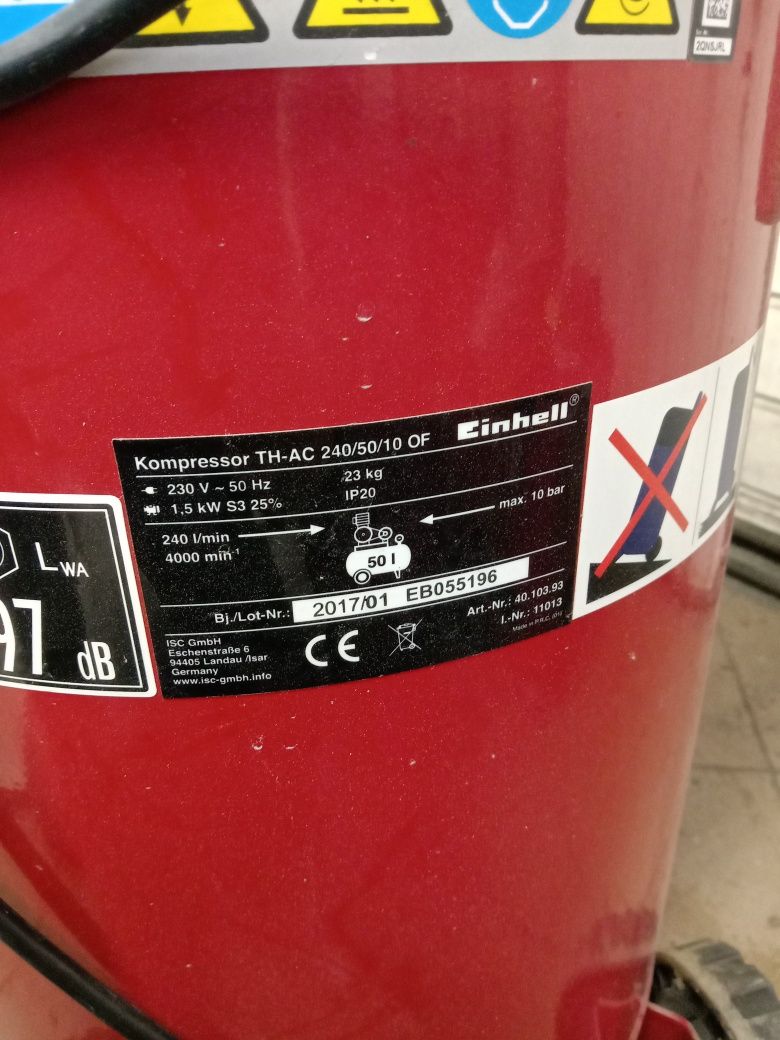 2QNSJRL
Einhell®
Kompressor TH-AC 240/50/10 OF
230 V ~ 50 Hz
23 kg
1,5 kW S3 25%
IP20
240 l/min
4000 min-1
max. 10 bar
50 l
Bj./Lot-Nr.: 2017/01 EB055196
Art.-Nr.: 40.103.93
I.-Nr.: 11013
ISC GmbH
Eschenstraße 6
94405 Landau /Isar
Germany
www.isc-gmbh.info
CE
LWA
97
dB